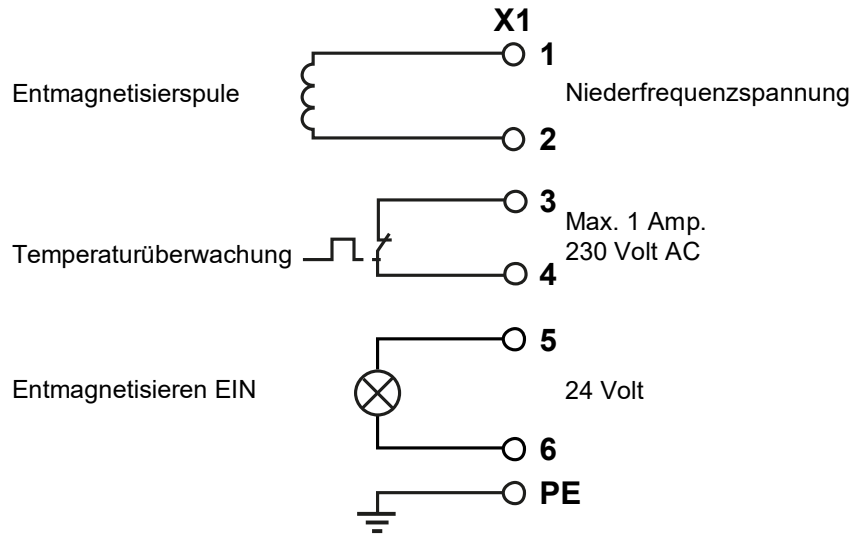 X1
1
Entmagnetisierspule
Niederfrequenzspannung
2
3
Max. 1 Amp.
Temperaturüberwachung
230 Volt AC
4
5
Entmagnetisieren EIN
24 Volt
6
PE